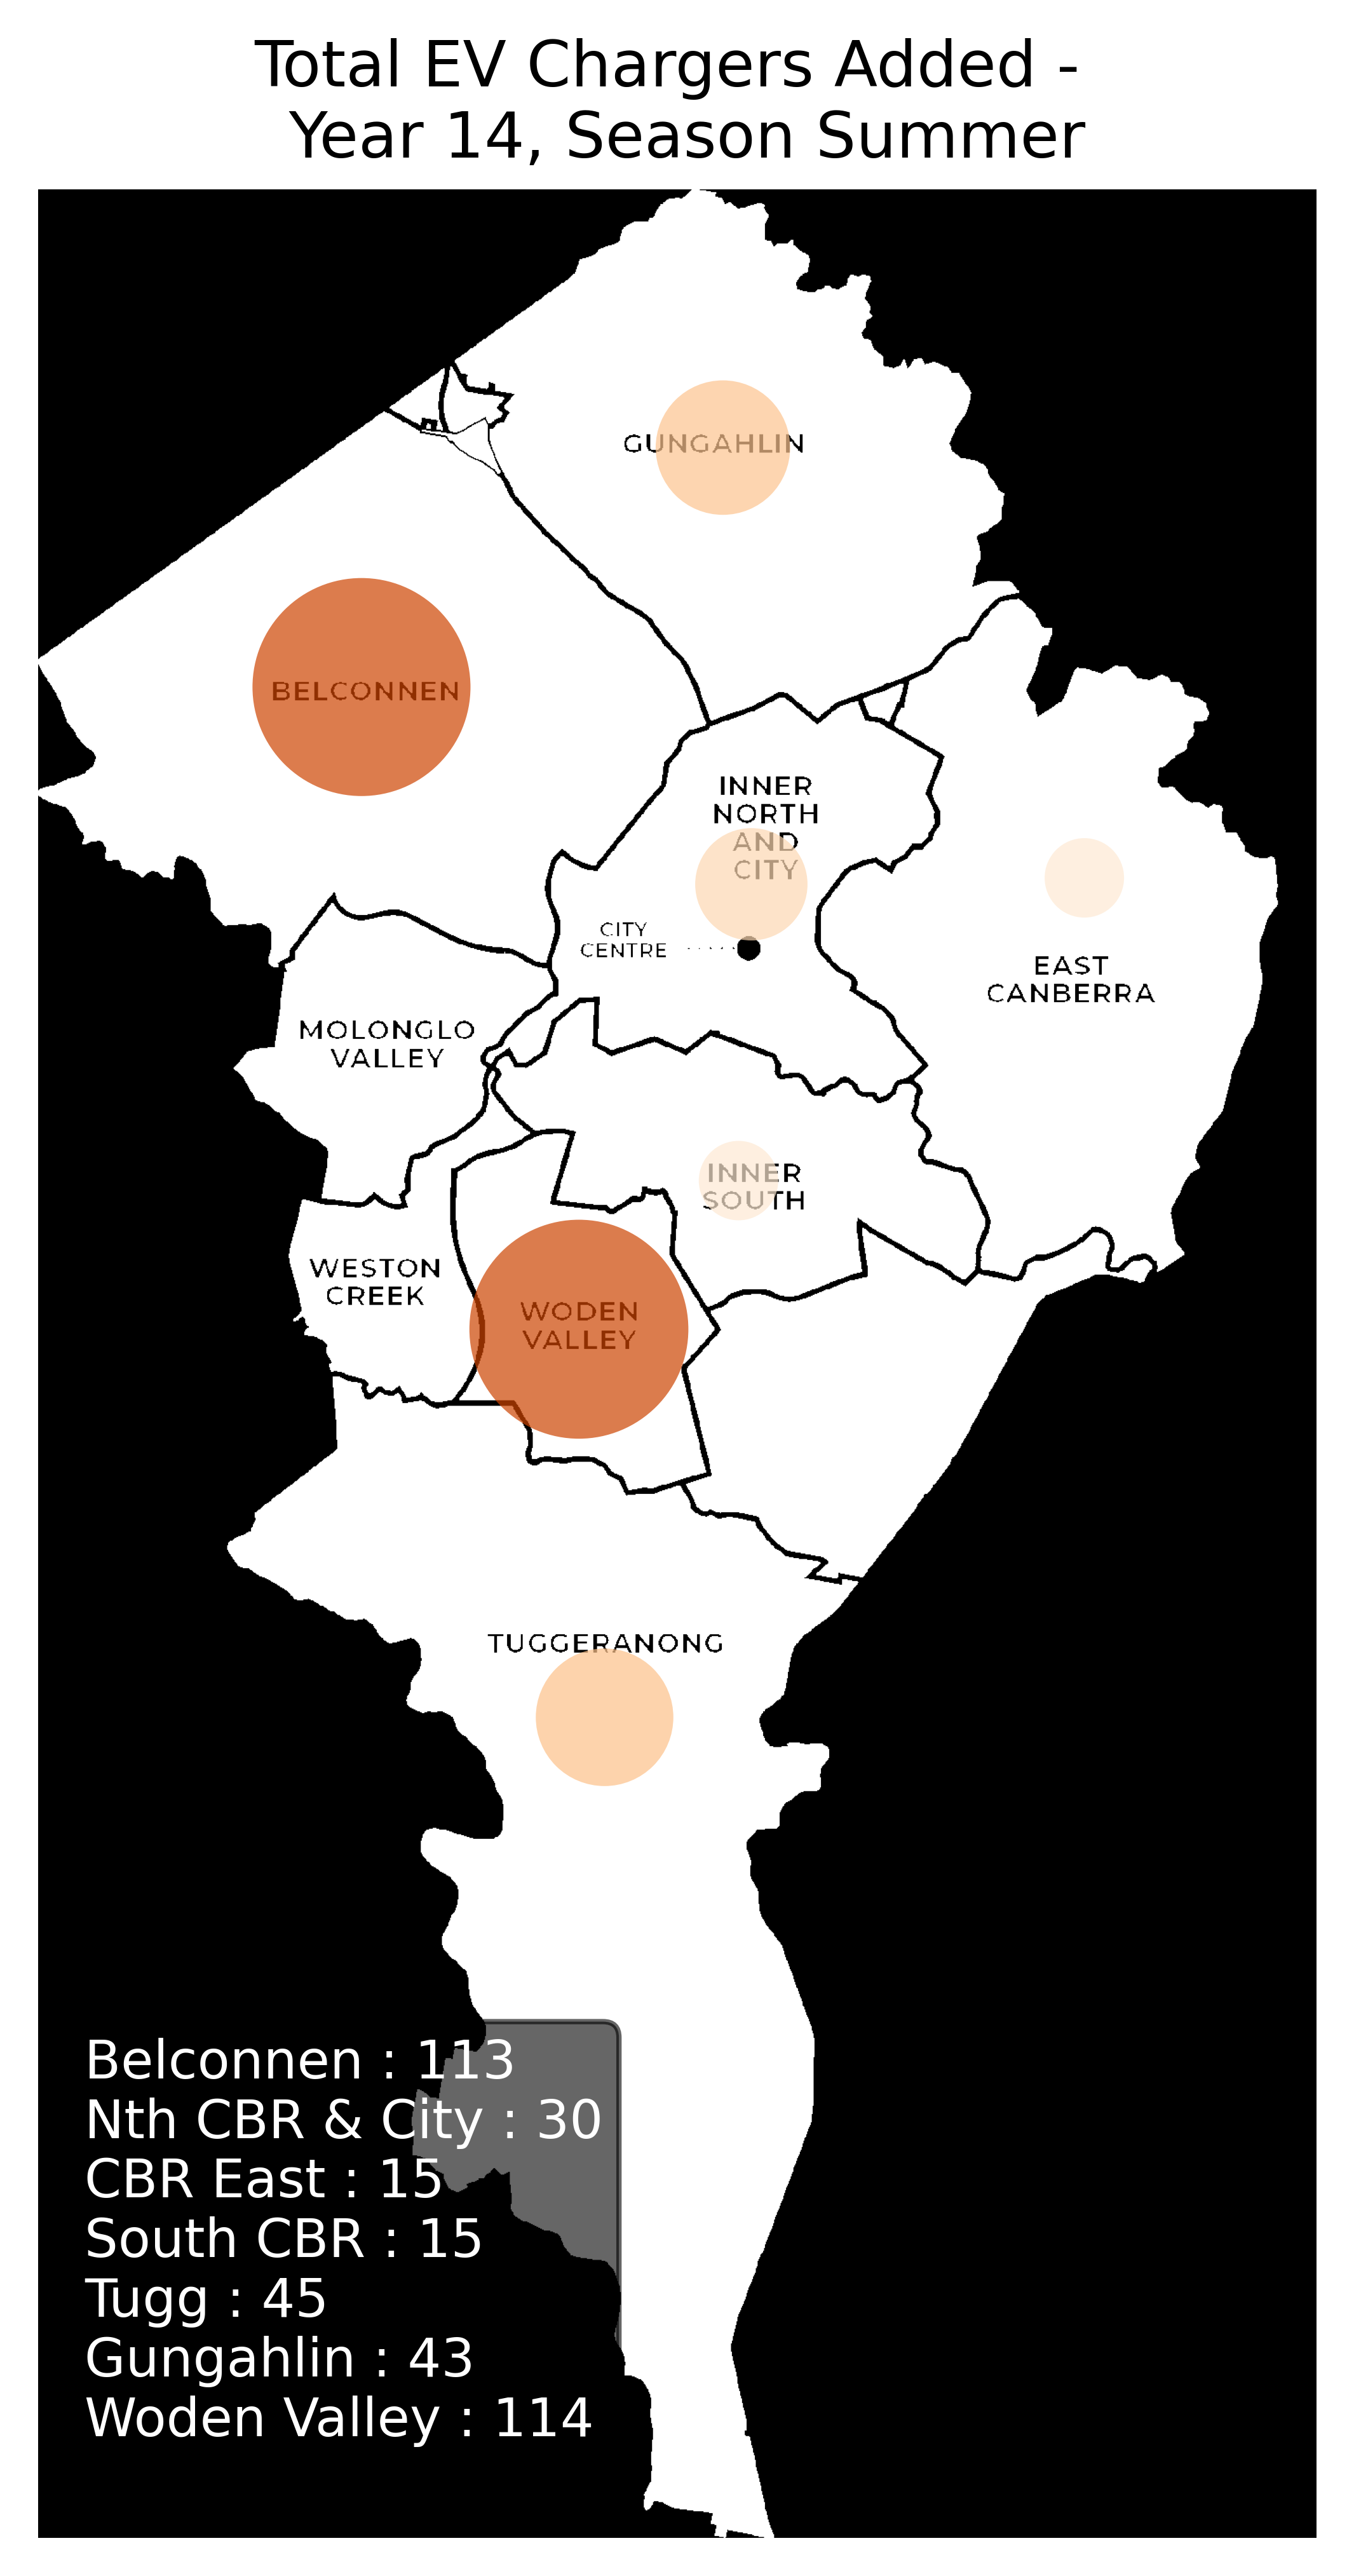 Total EV Chargers Added -
Year 14, Season Summer
GUNGAHLIN
BELCONNEN
INNER
NORTH
AND
CITY
CITY
CENTRE
EAST
CANBERRA
MOLONGLO
VALLEY
INNER
SOUTH
WESTON
CREEK
WODEN
VALLEY
TUGGERANONG
Belconnen : 113
Nth CBR & City : 30
CBR East : 15
South CBR : 15
Tugg : 45
Gungahlin : 43
Woden Valley : 114